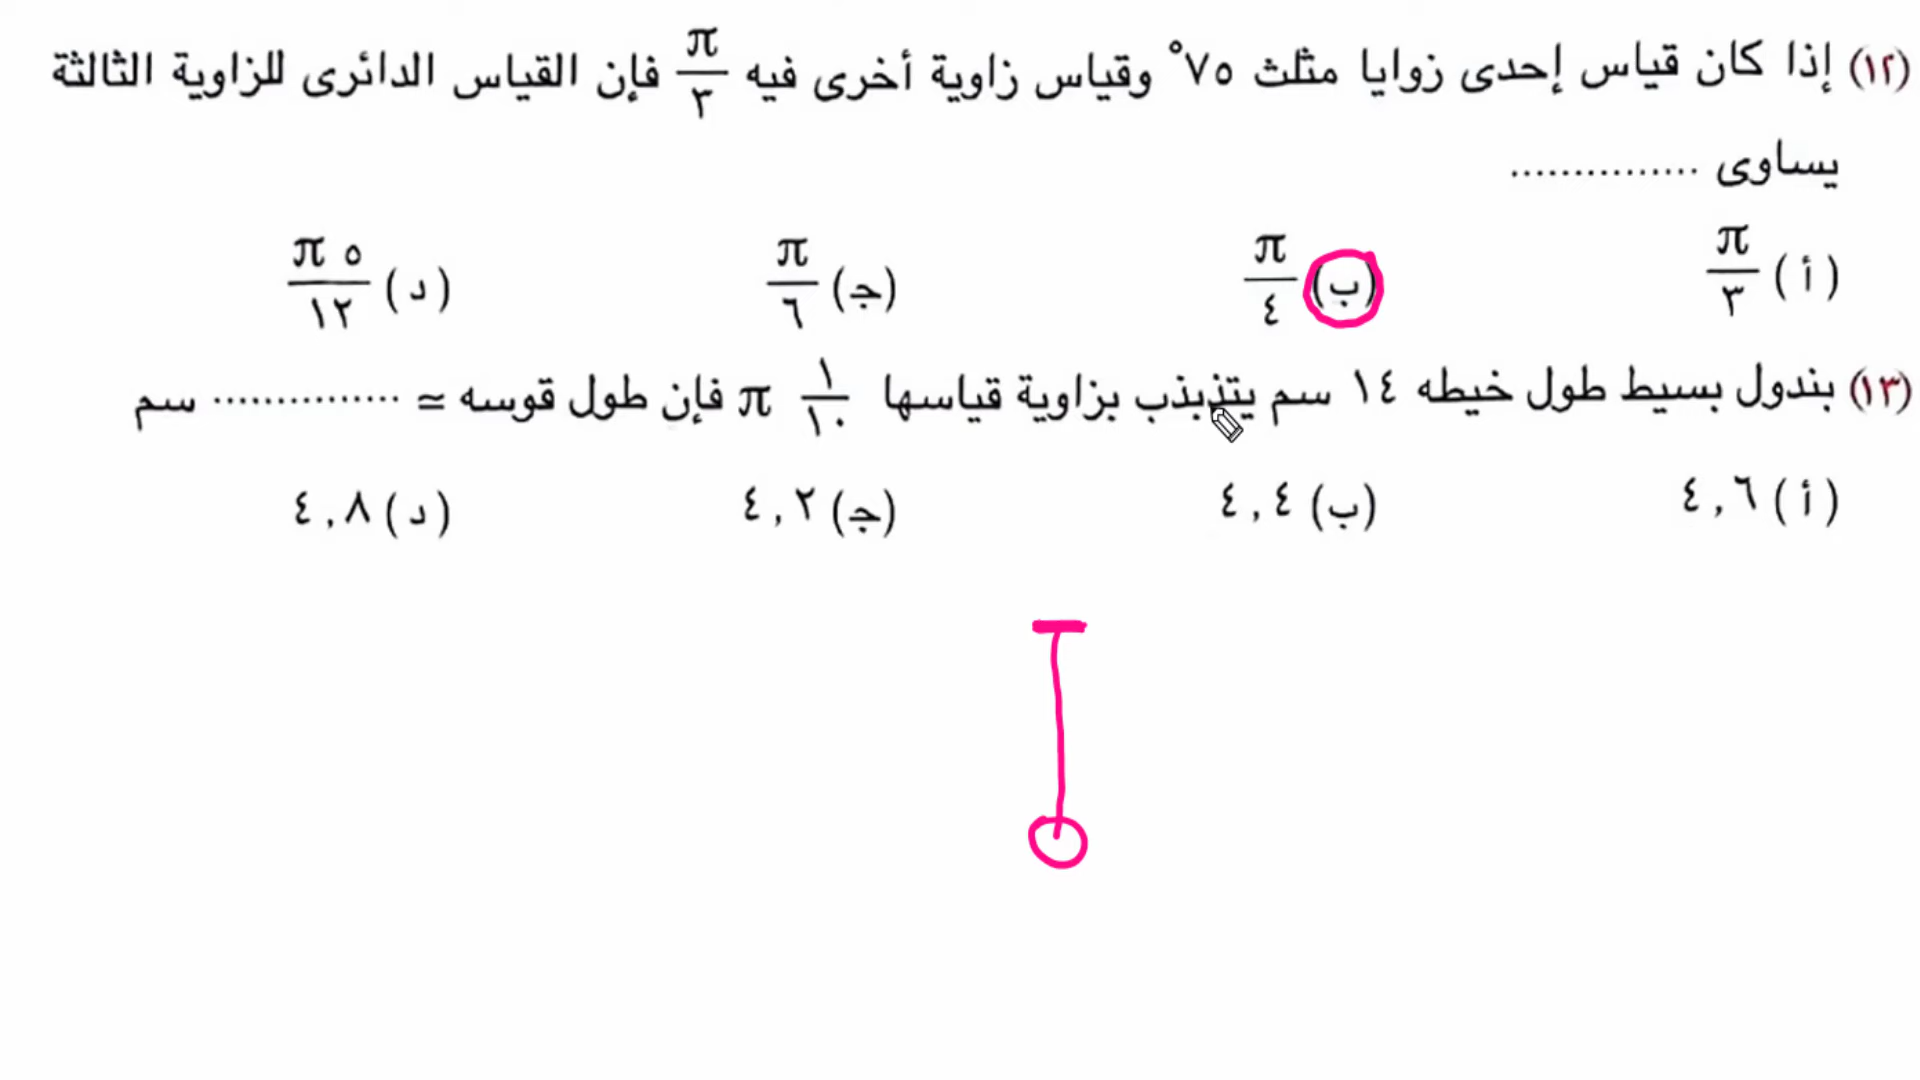 (١٢) إذا كان قياس إحدى زوايا مثلث ٧٥° وقياس زاوية أخرى فيه π/٣ فإن القياس الدائرى للزاوية الثالثة
يساوى ...............
(أ) π/٣ (ب) π/٤ (جـ) π/٦ (د) ٥ π/١٢
(١٣) بندول بسيط طول خيطه ١٤ سم يتذبذب بزاوية قياسها ١/١٠ π فإن طول قوسه ≃ ............... سم
(أ) ٤,٦ (ب) ٤,٤ (جـ) ٤,٢ (د) ٤,٨